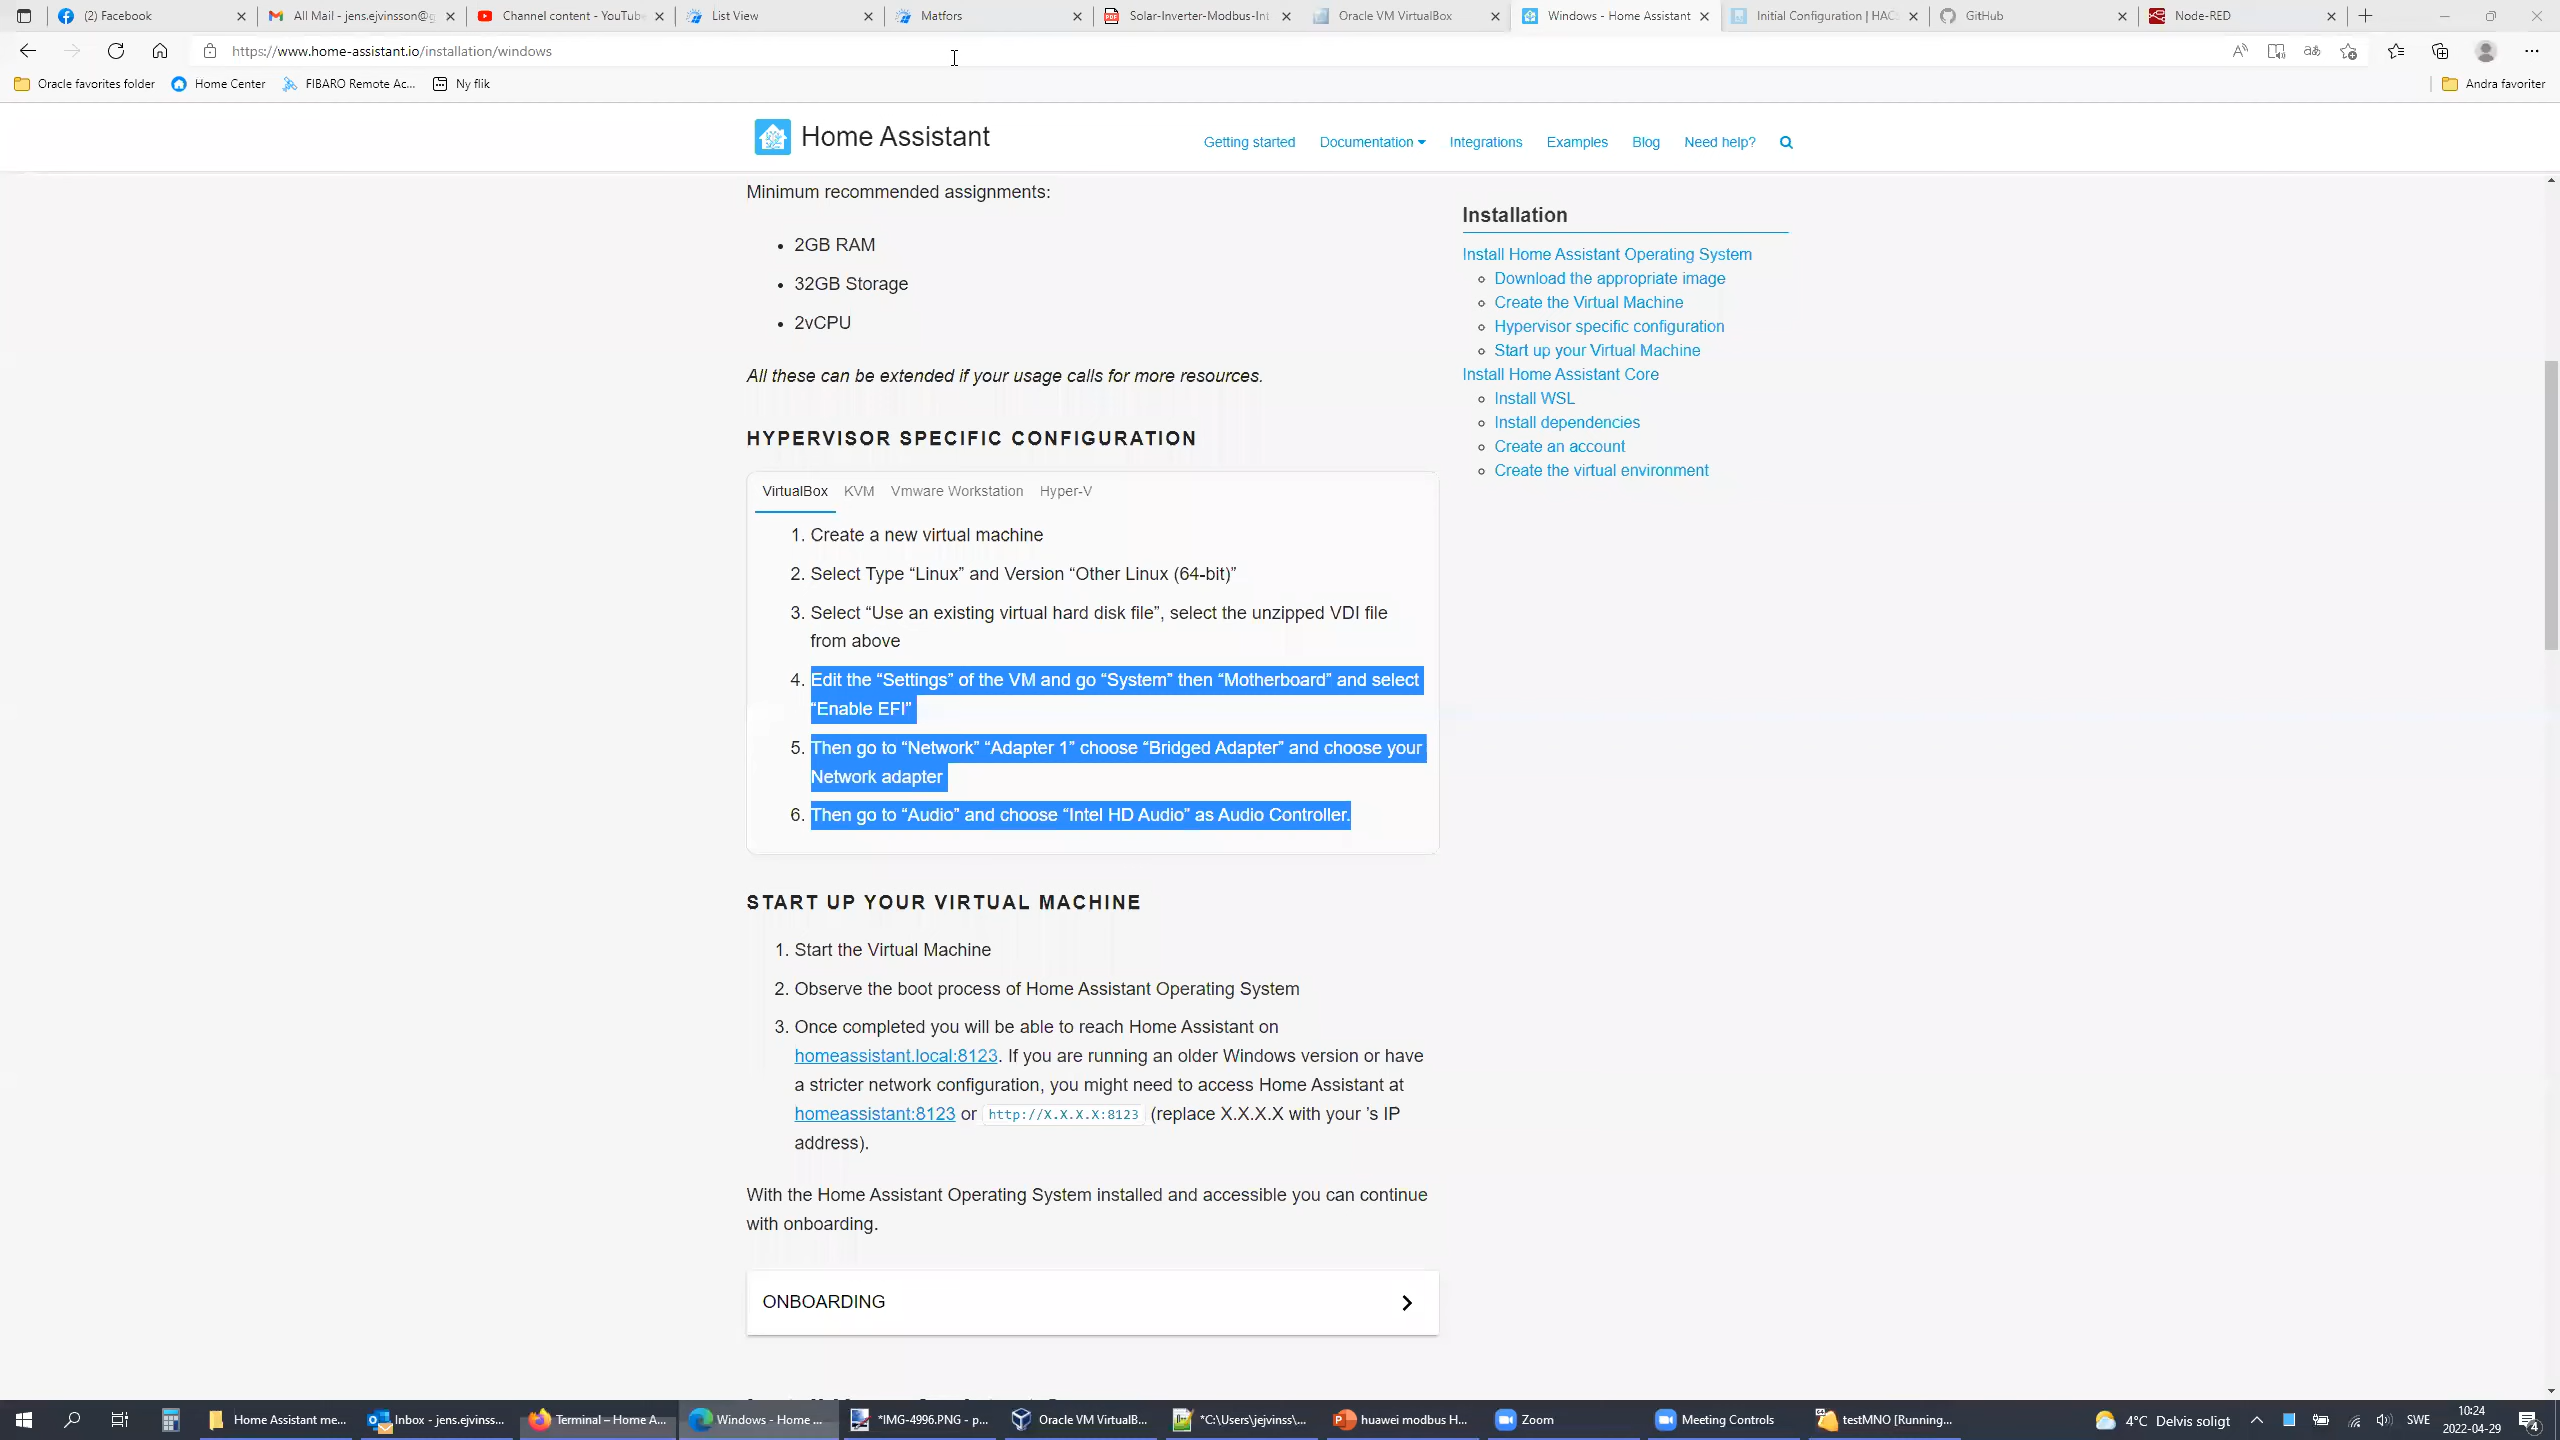 (2) Facebook
All Mail - jens.ejvinsson@g
Channel content - YouTube
List View
Matfors
Solar-Inverter-Modbus-Int
Oracle VM VirtualBox
Windows - Home Assistant
Initial Configuration | HACS
GitHub
Node-RED
https://www.home-assistant.io/installation/windows
Oracle favorites folder
Home Center
FIBARO Remote Ac...
Ny flik
Andra favoriter
Home Assistant
Getting started
Documentation
Integrations
Examples
Blog
Need help?
Minimum recommended assignments:
2GB RAM
32GB Storage
2vCPU
All these can be extended if your usage calls for more resources.
HYPERVISOR SPECIFIC CONFIGURATION
VirtualBox KVM Vmware Workstation Hyper-V
1. Create a new virtual machine
2. Select Type “Linux” and Version “Other Linux (64-bit)”
3. Select “Use an existing virtual hard disk file”, select the unzipped VDI file
from above
4. Edit the “Settings” of the VM and go “System” then “Motherboard” and select
“Enable EFI”
5. Then go to “Network” “Adapter 1” choose “Bridged Adapter” and choose your
Network adapter
6. Then go to “Audio” and choose “Intel HD Audio” as Audio Controller.
START UP YOUR VIRTUAL MACHINE
1. Start the Virtual Machine
2. Observe the boot process of Home Assistant Operating System
3. Once completed you will be able to reach Home Assistant on
homeassistant.local:8123. If you are running an older Windows version or have
a stricter network configuration, you might need to access Home Assistant at
homeassistant:8123 or http://X.X.X.X:8123 (replace X.X.X.X with your ’s IP
address).
With the Home Assistant Operating System installed and accessible you can continue
with onboarding.
ONBOARDING
Installation
Install Home Assistant Operating System
Download the appropriate image
Create the Virtual Machine
Hypervisor specific configuration
Start up your Virtual Machine
Install Home Assistant Core
Install WSL
Install dependencies
Create an account
Create the virtual environment
Home Assistant me...
Inbox - jens.ejvinss...
Terminal – Home A...
Windows - Home ...
*IMG-4996.PNG - p...
Oracle VM VirtualB...
*C:\Users\jejvinss\...
huawei modbus H...
Zoom
Meeting Controls
testMNO [Running...
4°C Delvis soligt
SWE
10:24
2022-04-29
4